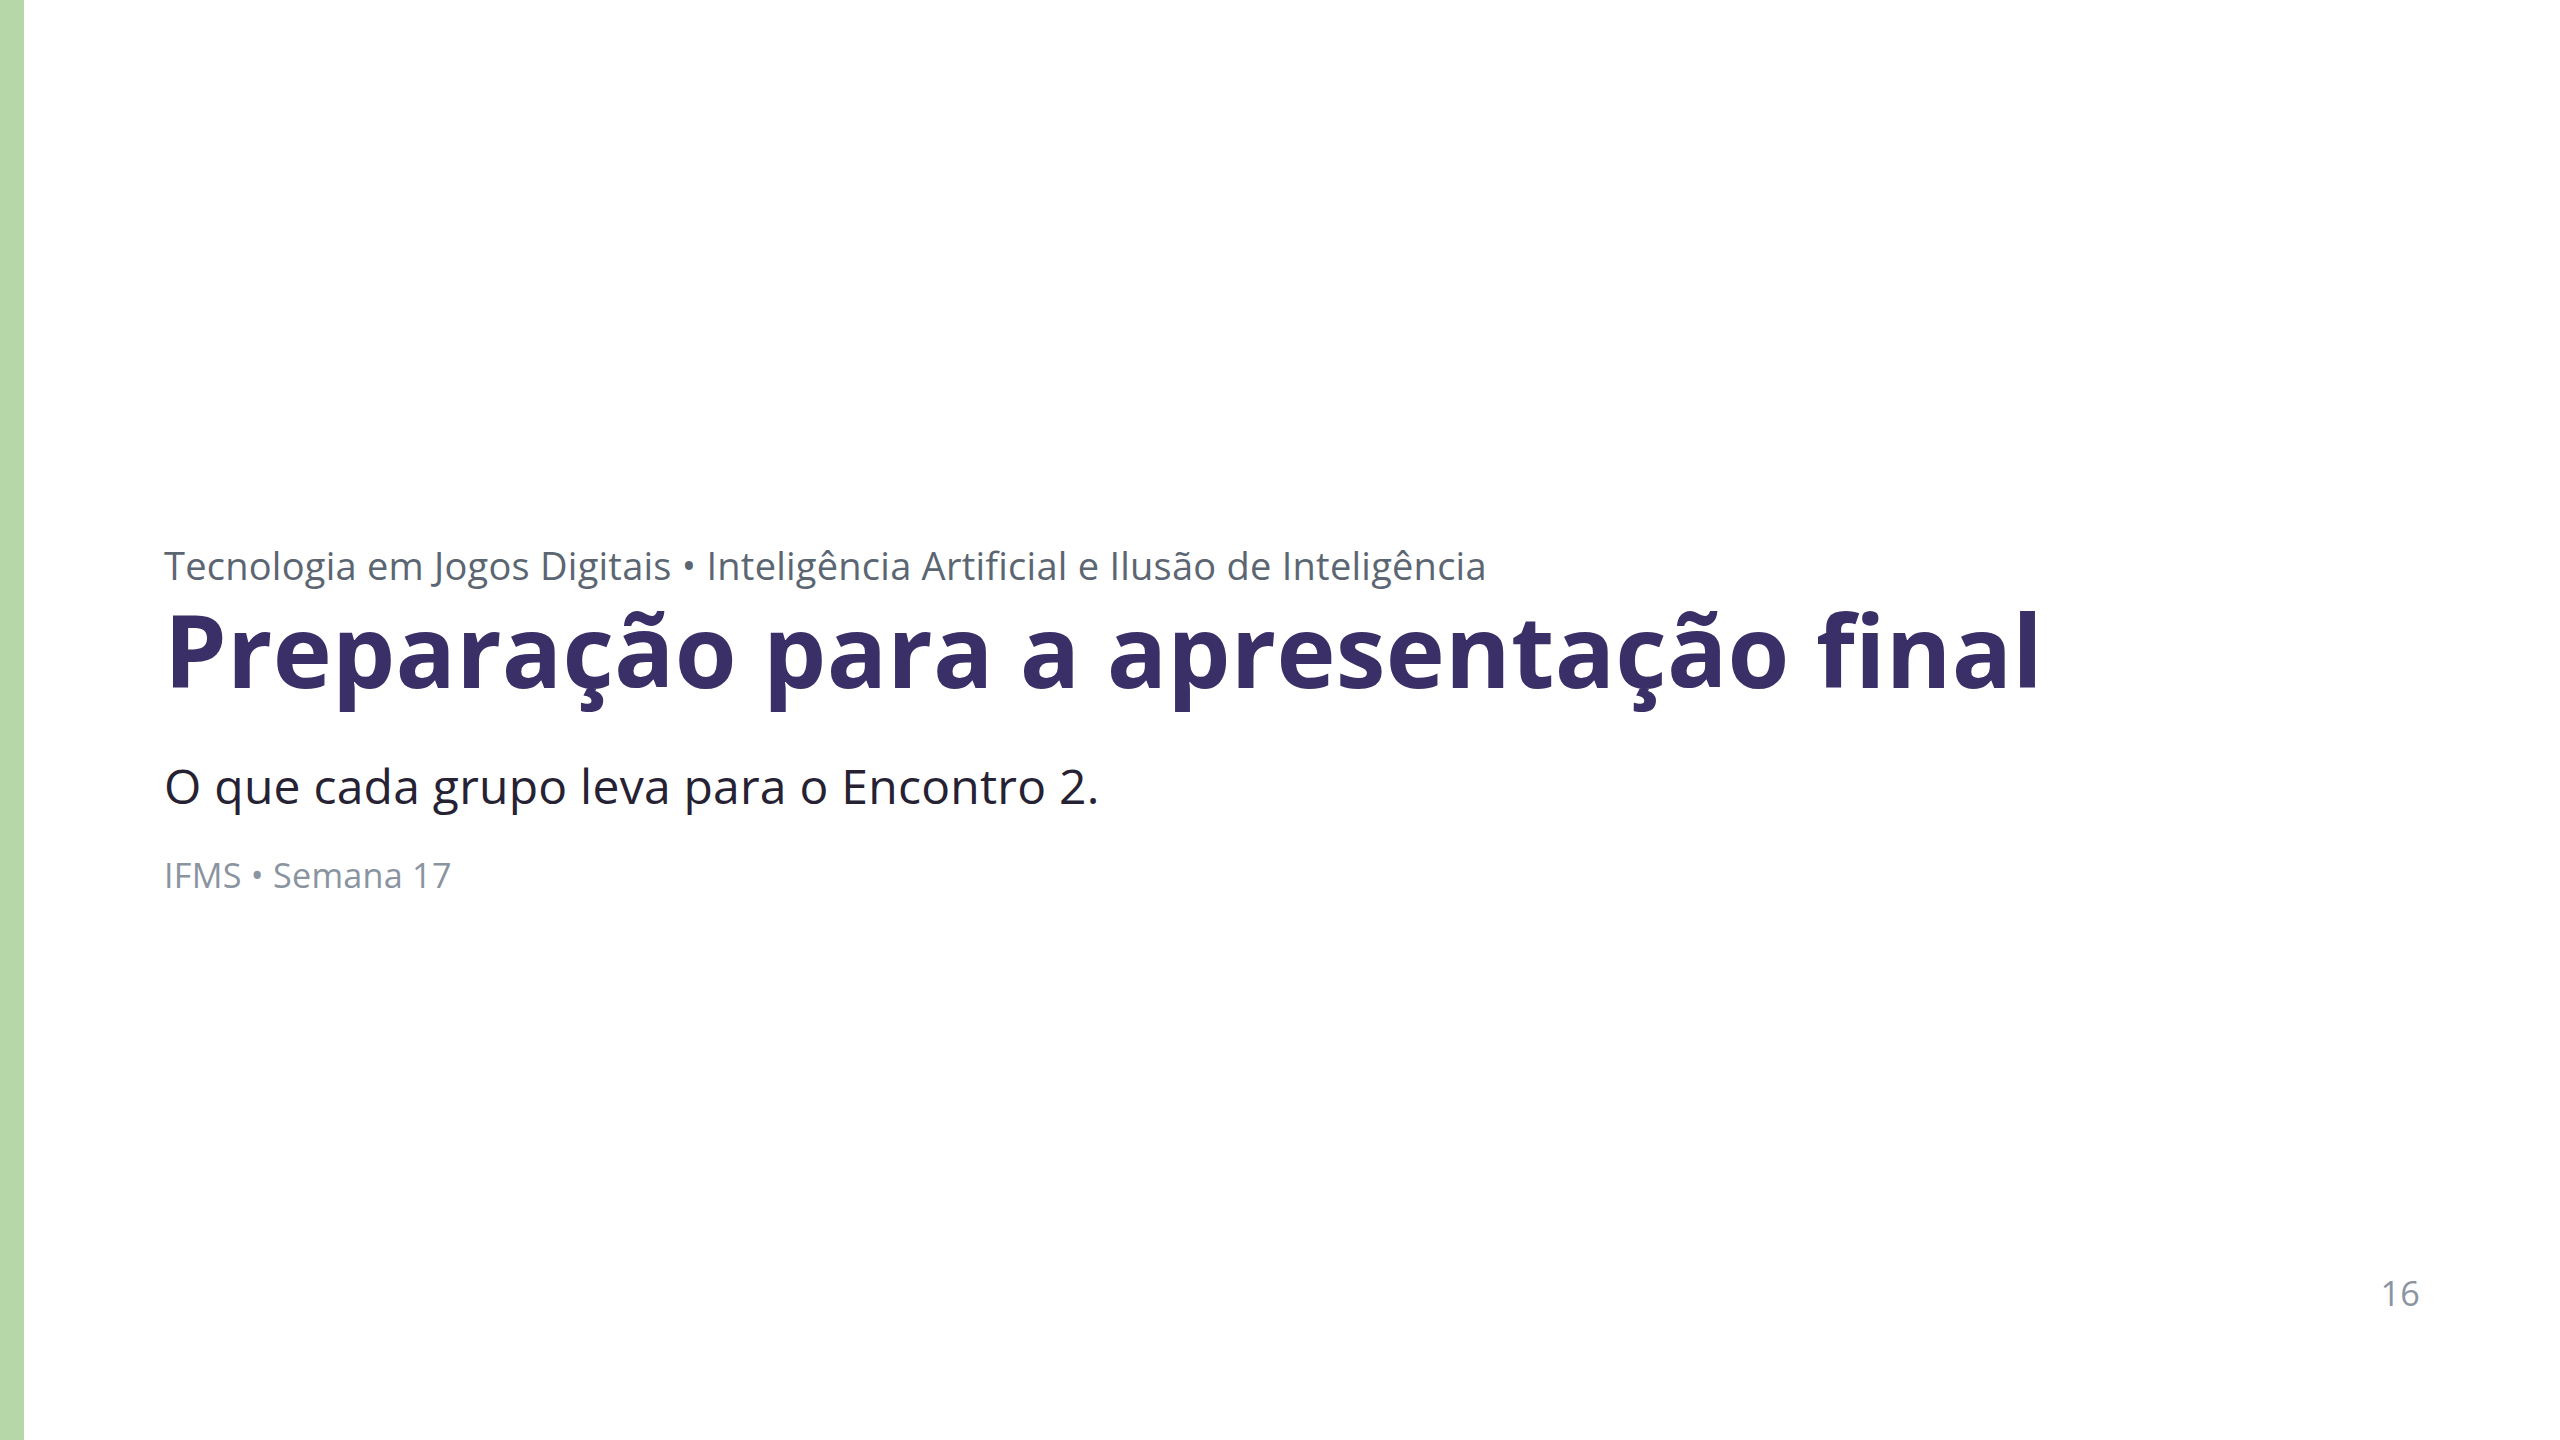 Tecnologia em Jogos Digitais • Inteligência Artificial e Ilusão de Inteligência
Preparação para a apresentação final
O que cada grupo leva para o Encontro 2.
IFMS • Semana 17
16